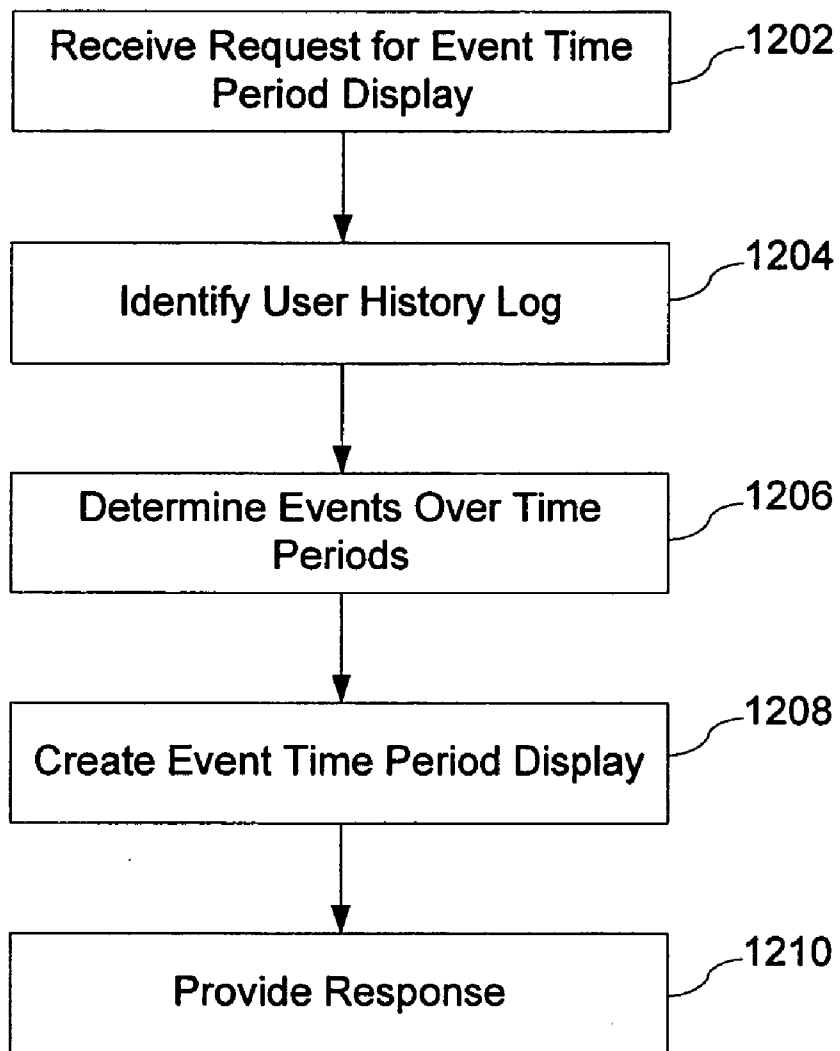 Receive Request for Event Time
Period Display
1202
Identify User History Log
1204
Determine Events Over Time
Periods
1206
Create Event Time Period Display
1208
Provide Response
1210